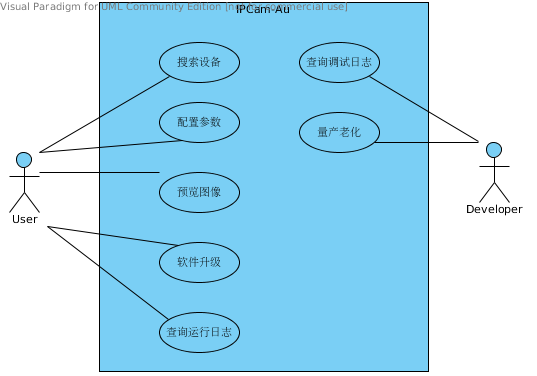 Visual Paradigm for UML Community Edition [not for commercial use]
IPCam-Au
搜索设备
查询调试日志
配置参数
量产老化
预览图像
User
Developer
软件升级
查询运行日志